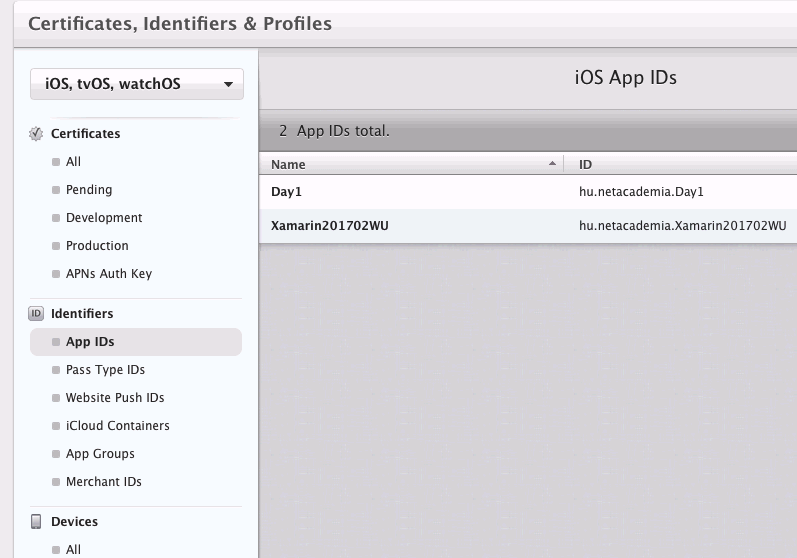 Certificates, Identifiers & Profiles
iOS, tvOS, watchOS
Certificates
All
Pending
Development
Production
APNs Auth Key
ID Identifiers
App IDs
Pass Type IDs
Website Push IDs
iCloud Containers
App Groups
Merchant IDs
Devices
All
iOS App IDs
2 App IDs total.
Name ID
Day1 hu.netacademia.Day1
Xamarin201702WU hu.netacademia.Xamarin201702WU